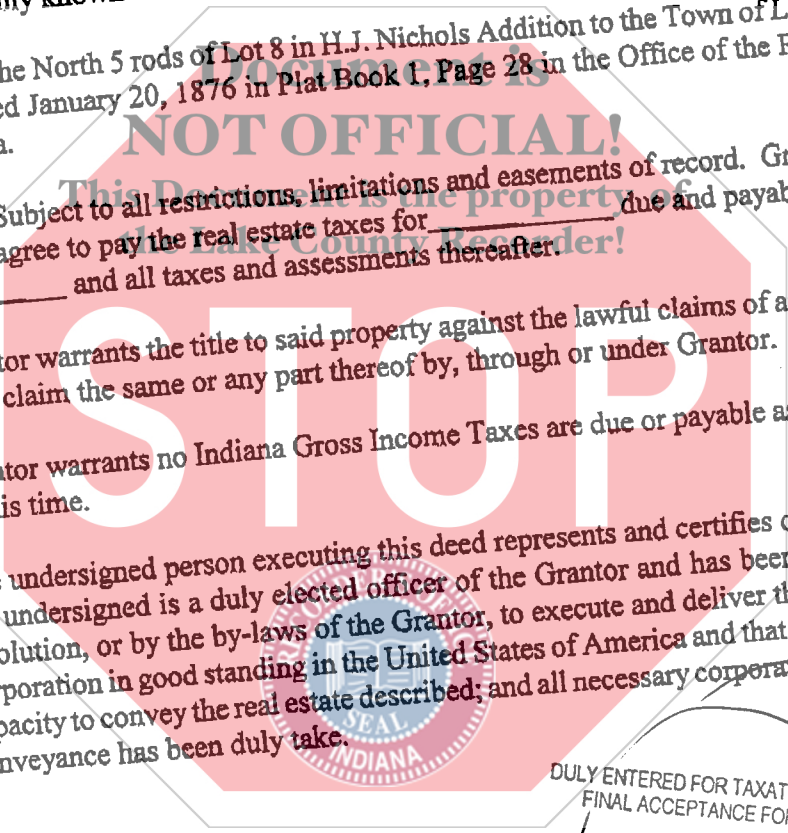 known
he North 5 rods of Lot 8 in H.J. Nichols Addition to the Town of L
ed January 20, 1876 in Plat Book 1, Page 28 in the Office of the
a.
Document is
NOT OFFICIAL!
This Document is the property of
the Lake County Recorder!
Subject to all restrictions, limitations and easements of record. Gr
agree to pay the real estate taxes for____________ due and payab
_____ and all taxes and assessments thereafter.
STOP
tor warrants the title to said property against the lawful claims of a
claim the same or any part thereof by, through or under Grantor.
ntor warrants no Indiana Gross Income Taxes are due or payable as
is time.
undersigned person executing this deed represents and certifies o
undersigned is a duly elected officer of the Grantor and has been
olution, or by the by-laws of the Grantor, to execute and deliver th
rporation in good standing in the United States of America and that
pacity to convey the real estate described; and all necessary corpora
nveyance has been duly take.
SEAL
INDIANA
DULY ENTERED FOR TAXAT
FINAL ACCEPTANCE FO